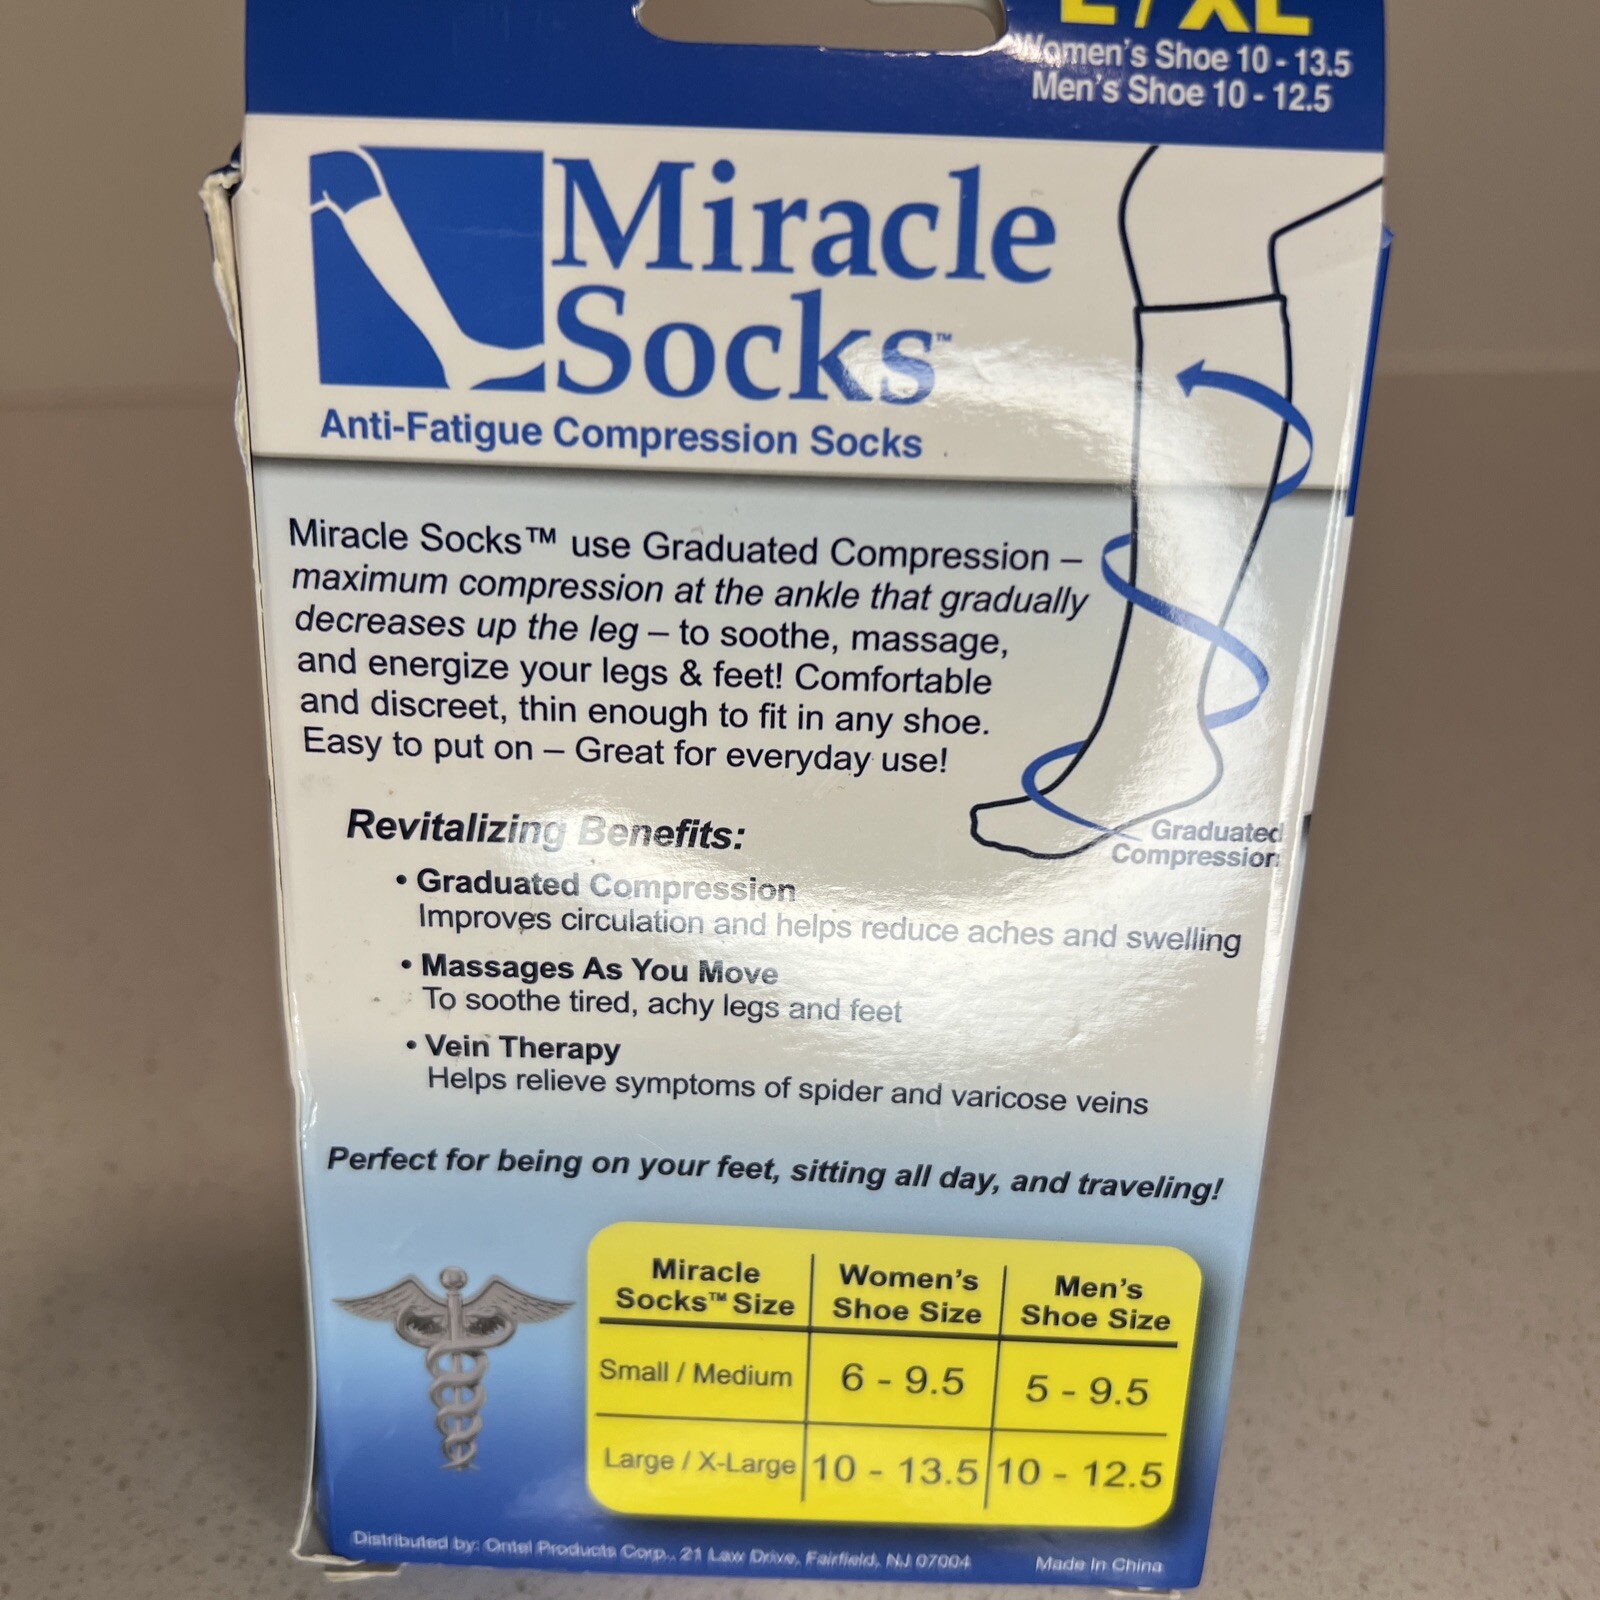 L / XL
Women's Shoe 10 - 13.5
Men's Shoe 10 - 12.5
Miracle
Socks™
Anti-Fatigue Compression Socks
Miracle Socks™ use Graduated Compression –
maximum compression at the ankle that gradually
decreases up the leg – to soothe, massage,
and energize your legs & feet! Comfortable
and discreet, thin enough to fit in any shoe.
Easy to put on – Great for everyday use!
Graduated
Compression
Revitalizing Benefits:
• Graduated Compression
Improves circulation and helps reduce aches and swelling
• Massages As You Move
To soothe tired, achy legs and feet
• Vein Therapy
Helps relieve symptoms of spider and varicose veins
Perfect for being on your feet, sitting all day, and traveling!
Miracle Socks™ Size Women's Shoe Size Men's Shoe Size
Small / Medium 6 - 9.5 5 - 9.5
Large / X-Large 10 - 13.5 10 - 12.5
Distributed by: Ontel Products Corp., 21 Law Drive, Fairfield, NJ 07004 Made In China